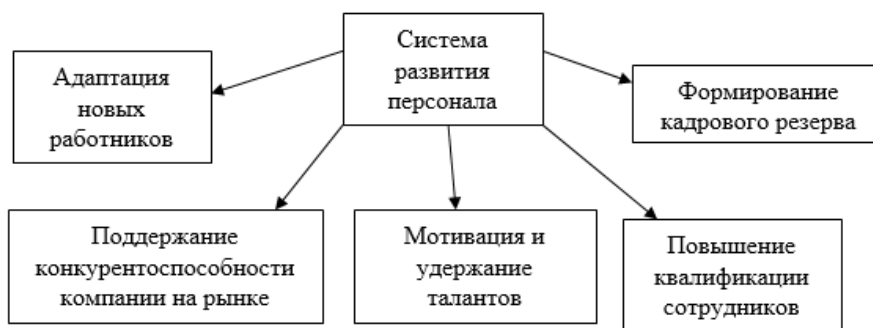 Система
развития
персонала
Адаптация
новых
работников
Формирование
кадрового резерва
Поддержание
конкурентоспособности
компании на рынке
Мотивация и
удержание
талантов
Повышение
квалификации
сотрудников